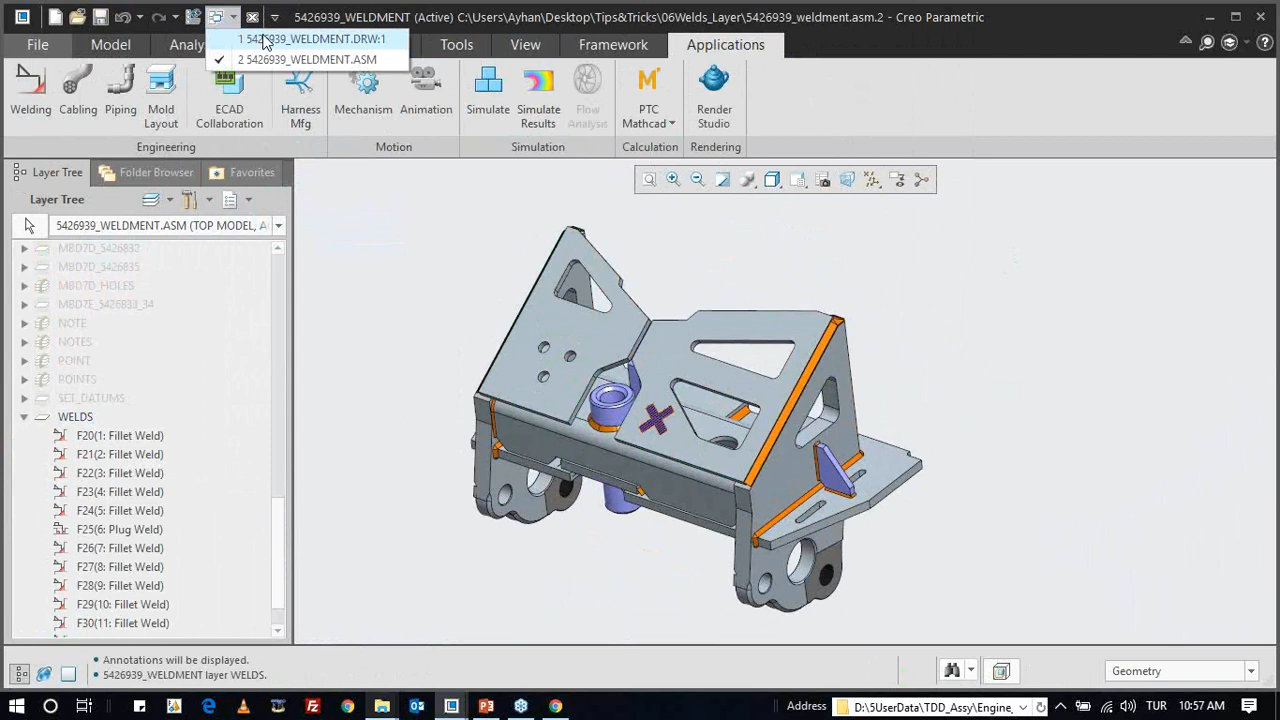 5426939_WELDMENT (Active) C:\Users\Ayhan\Desktop\Tips&Tricks\06Welds_Layer\5426939_weldment.asm.2 - Creo Parametric
1 5426939_WELDMENT.DRW:1
2 5426939_WELDMENT.ASM
File
Model
Tools
View
Framework
Applications
Welding
Cabling
Piping
Mold Layout
ECAD Collaboration
Harness Mfg
Mechanism
Animation
Simulate
Simulate Results
Flow Analysis
PTC Mathcad
Render Studio
Engineering
Motion
Simulation
Calculation
Rendering
Layer Tree
Folder Browser
Favorites
Layer Tree
5426939_WELDMENT.ASM (TOP MODEL, A
MBD7D_5426832
MBD7D_5426835
MBD7D_HOLES
NOTE
NOTES
POINT
POINTS
SET_DATUMS
WELDS
F20(1: Fillet Weld)
F21(2: Fillet Weld)
F22(3: Fillet Weld)
F23(4: Fillet Weld)
F24(5: Fillet Weld)
F25(6: Plug Weld)
F26(7: Fillet Weld)
F27(8: Fillet Weld)
F28(9: Fillet Weld)
F29(10: Fillet Weld)
F30(11: Fillet Weld)
• Annotations will be displayed.
• 5426939_WELDMENT layer WELDS.
Geometry
Address
D:\5UserData\TDD_Assy\Engine_
TUR
10:57 AM